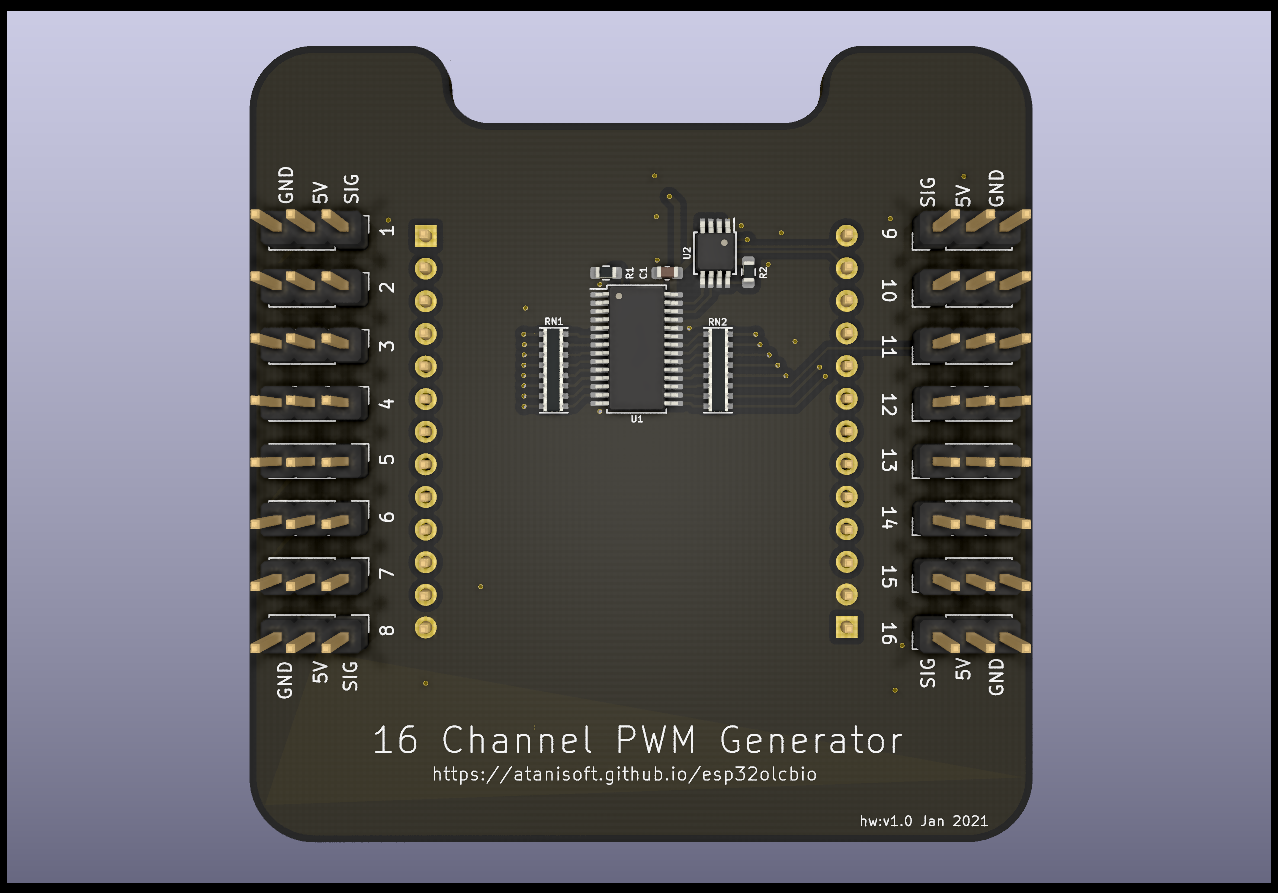 GND 5V SIG
SIG 5V GND
1
2
3
4
5
6
7
8
9
10
11
12
13
14
15
16
U2
R1 C1
R2
RN1
RN2
U1
GND 5V SIG
SIG 5V GND
16 Channel PWM Generator
https://atanisoft.github.io/esp32olcbio
hw:v1.0 Jan 2021